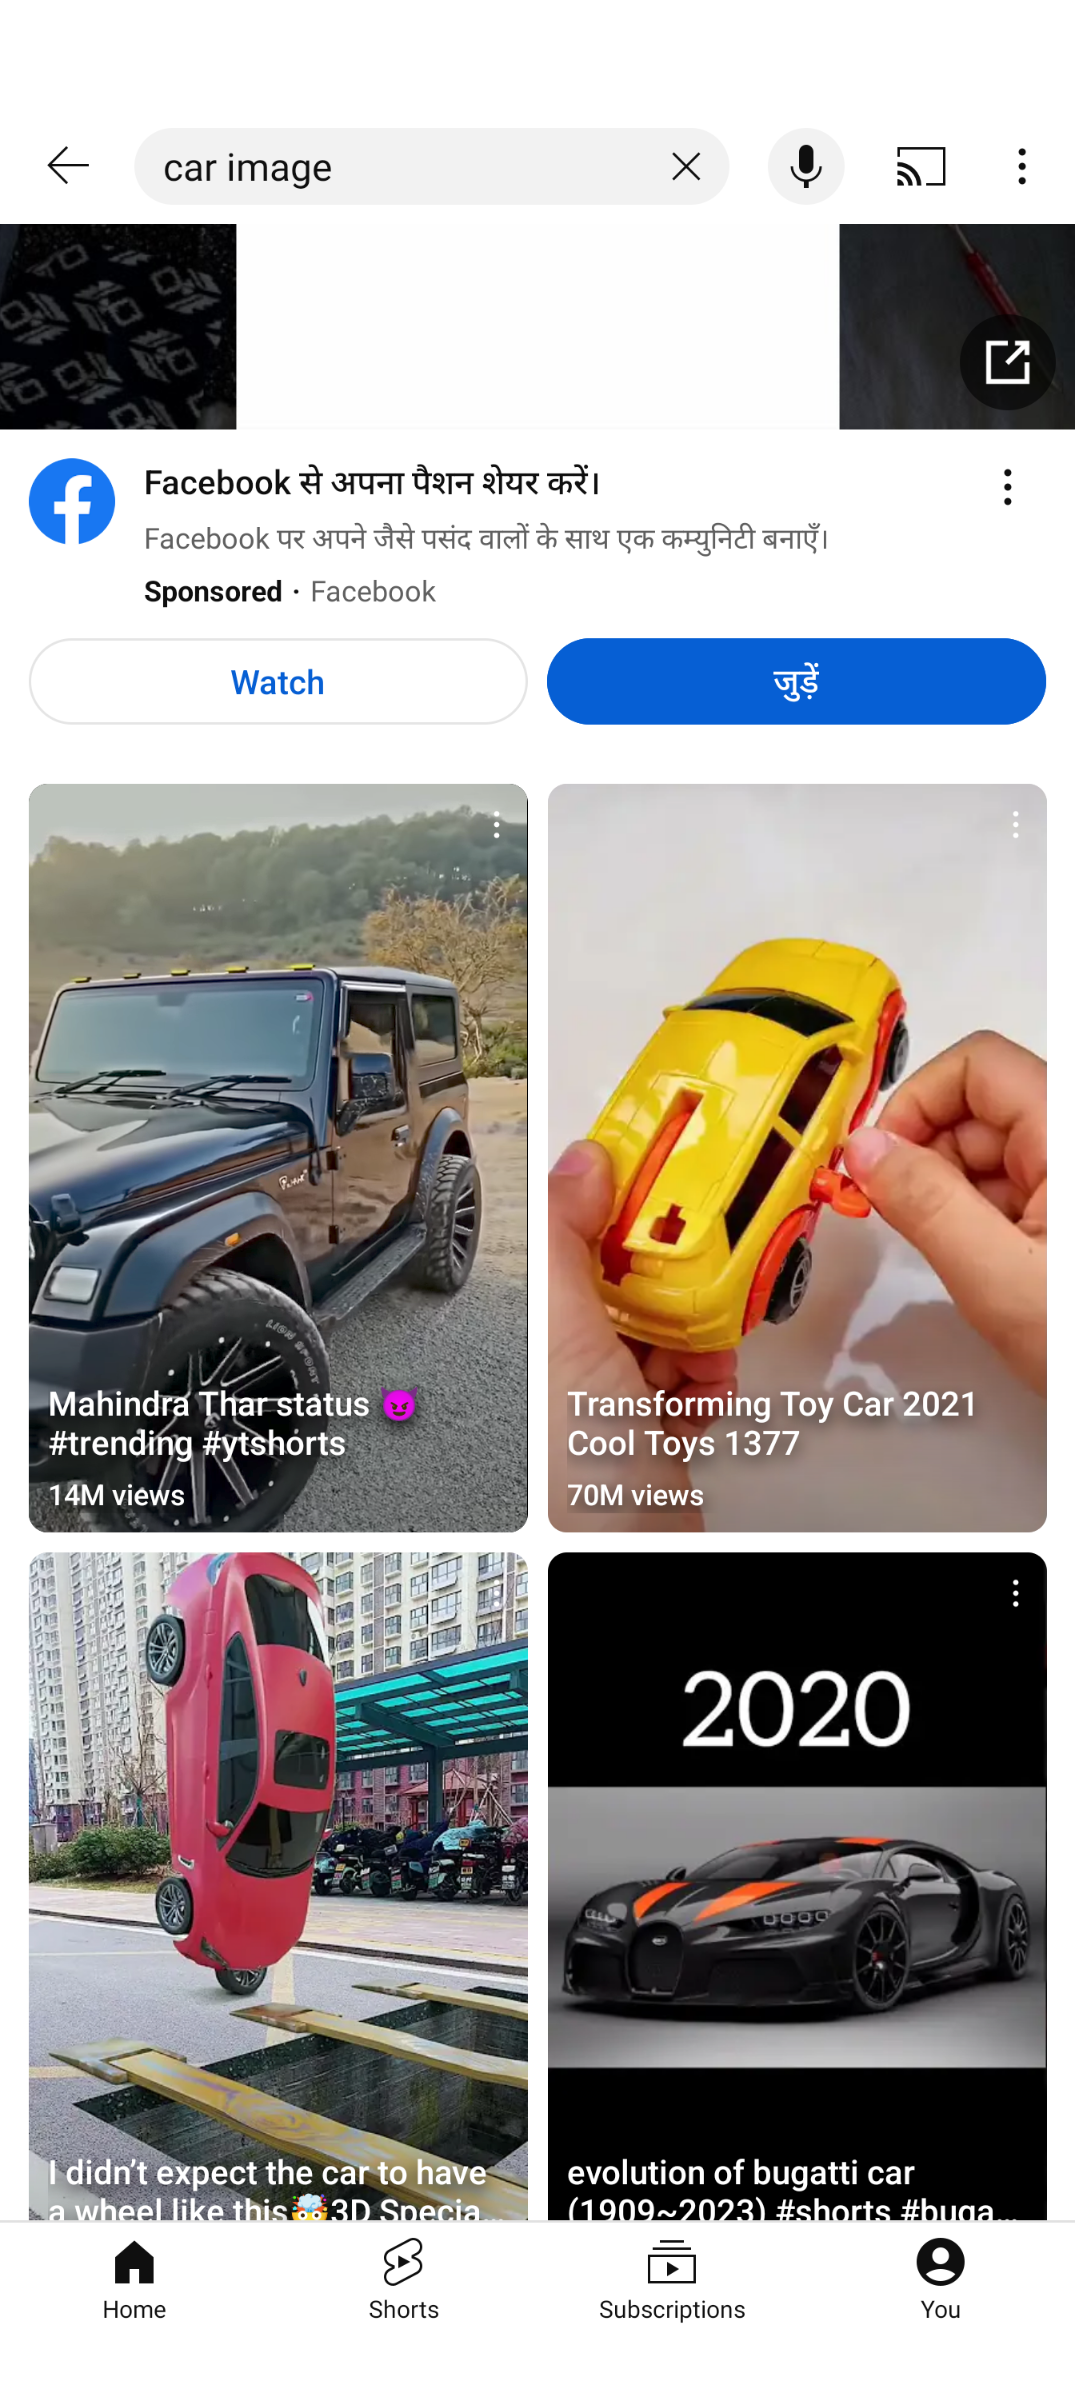 car image
Facebook से अपना पैशन शेयर करें।
Facebook पर अपने जैसे पसंद वालों के साथ एक कम्युनिटी बनाएँ।
Sponsored · Facebook
Watch
जुड़ें
LION SPORT
Mahindra Thar status 😈
#trending #ytshorts
14M views
Transforming Toy Car 2021
Cool Toys 1377
70M views
2020
I didn't expect the car to have
a wheel like this🤯3D Specia...
evolution of bugatti car
(1909~2023) #shorts #buga...
Home
Shorts
Subscriptions
You